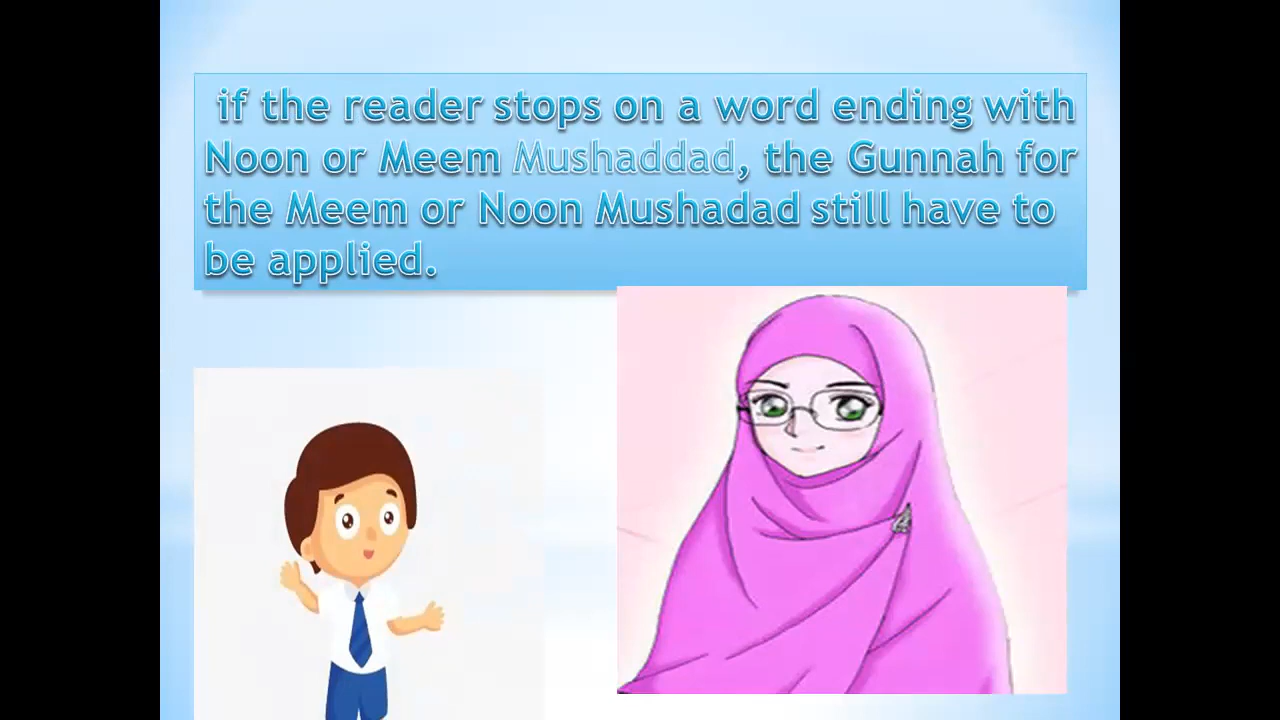 if the reader stops on a word ending with
Noon or Meem Mushaddad, the Gunnah for
the Meem or Noon Mushadad still have to
be applied.